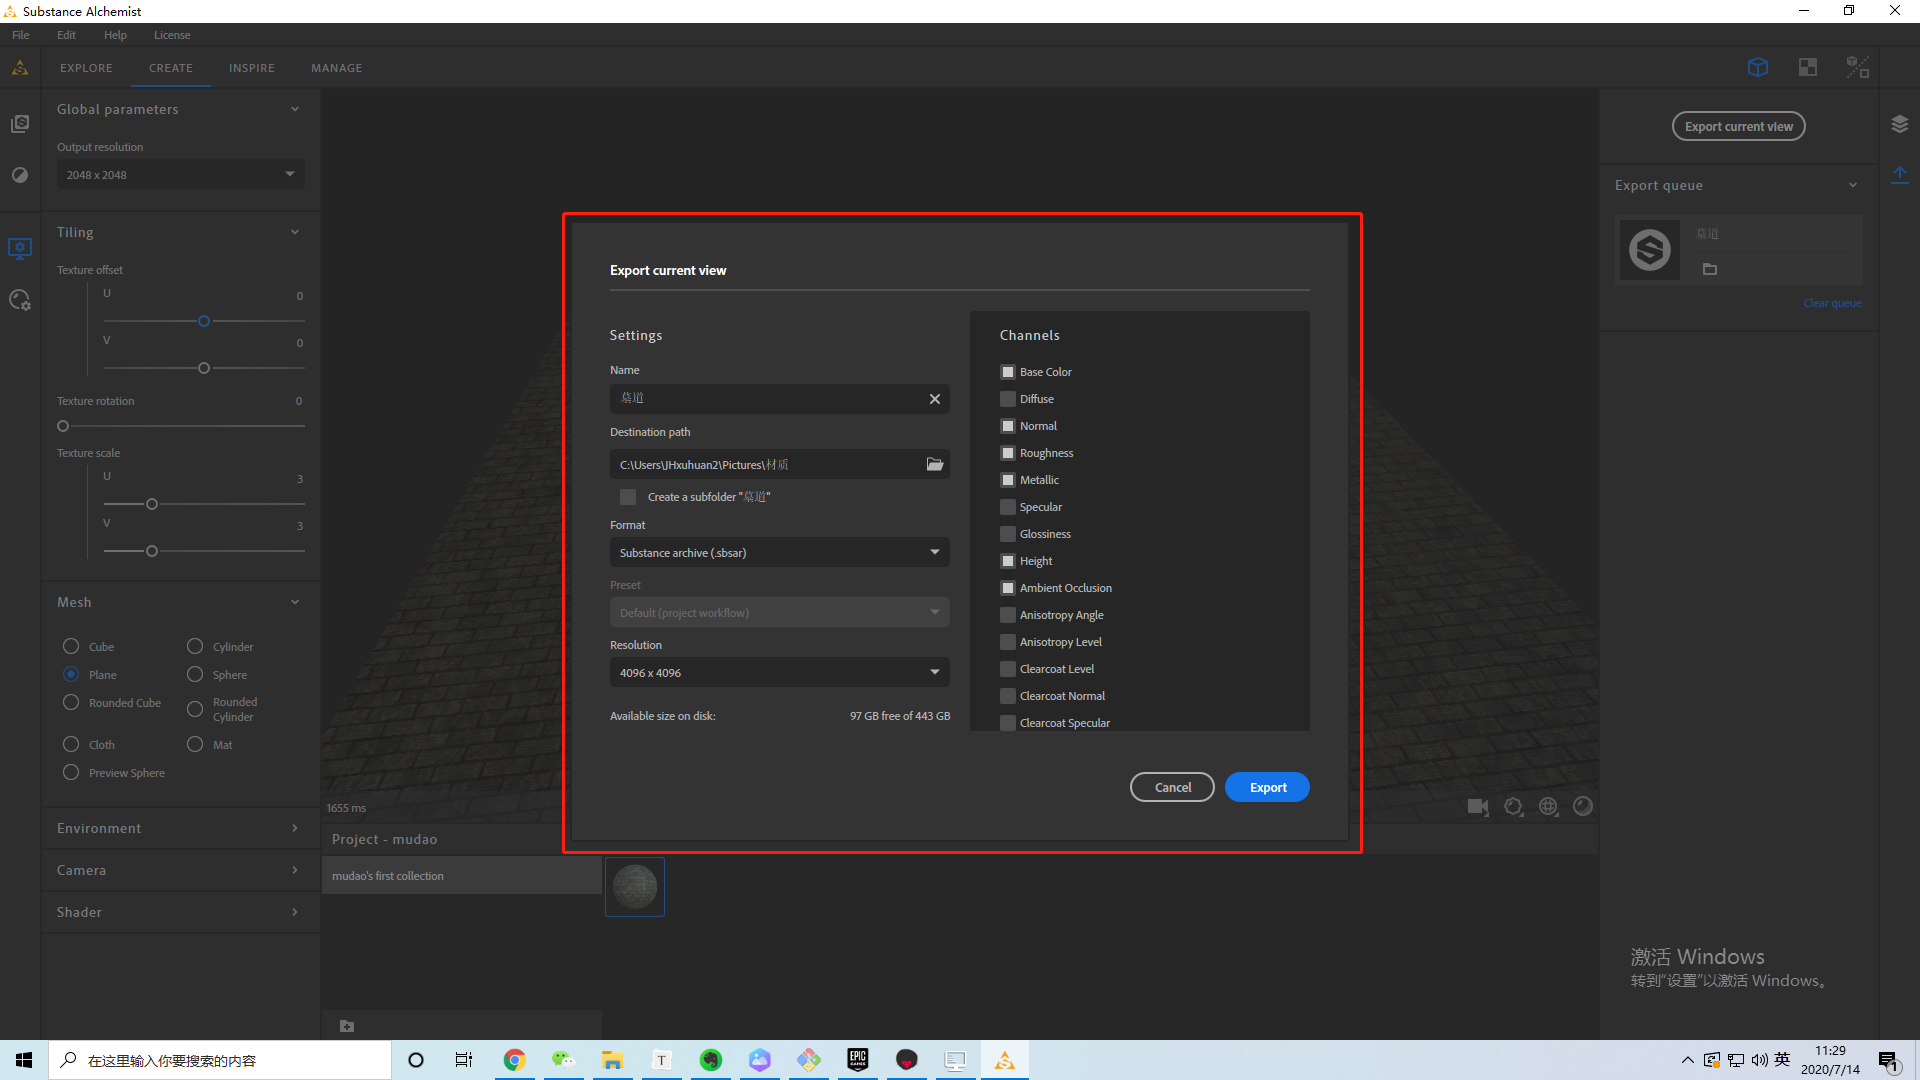 Substance Alchemist
File Edit Help License
EXPLORE CREATE INSPIRE MANAGE
Global parameters
Output resolution
2048 x 2048
Tiling
Texture offset
U 0
V 0
Texture rotation 0
Texture scale
U 3
V 3
Mesh
Cube Cylinder
Plane Sphere
Rounded Cube Rounded Cylinder
Cloth Mat
Preview Sphere
Environment
Camera
Shader
1655 ms
Project - mudao
mudao's first collection
Export current view
Settings
Name
墓道
Destination path
C:\Users\JHxuhuan2\Pictures\材质
Create a subfolder "墓道"
Format
Substance archive (.sbsar)
Preset
Default (project workflow)
Resolution
4096 x 4096
Available size on disk: 97 GB free of 443 GB
Channels
Base Color
Diffuse
Normal
Roughness
Metallic
Specular
Glossiness
Height
Ambient Occlusion
Anisotropy Angle
Anisotropy Level
Clearcoat Level
Clearcoat Normal
Clearcoat Specular
Cancel Export
Export current view
Export queue
墓道
Clear queue
激活 Windows
转到"设置"以激活 Windows。
在这里输入你要搜索的内容
T
EPIC GAMES
英
11:29
2020/7/14
1